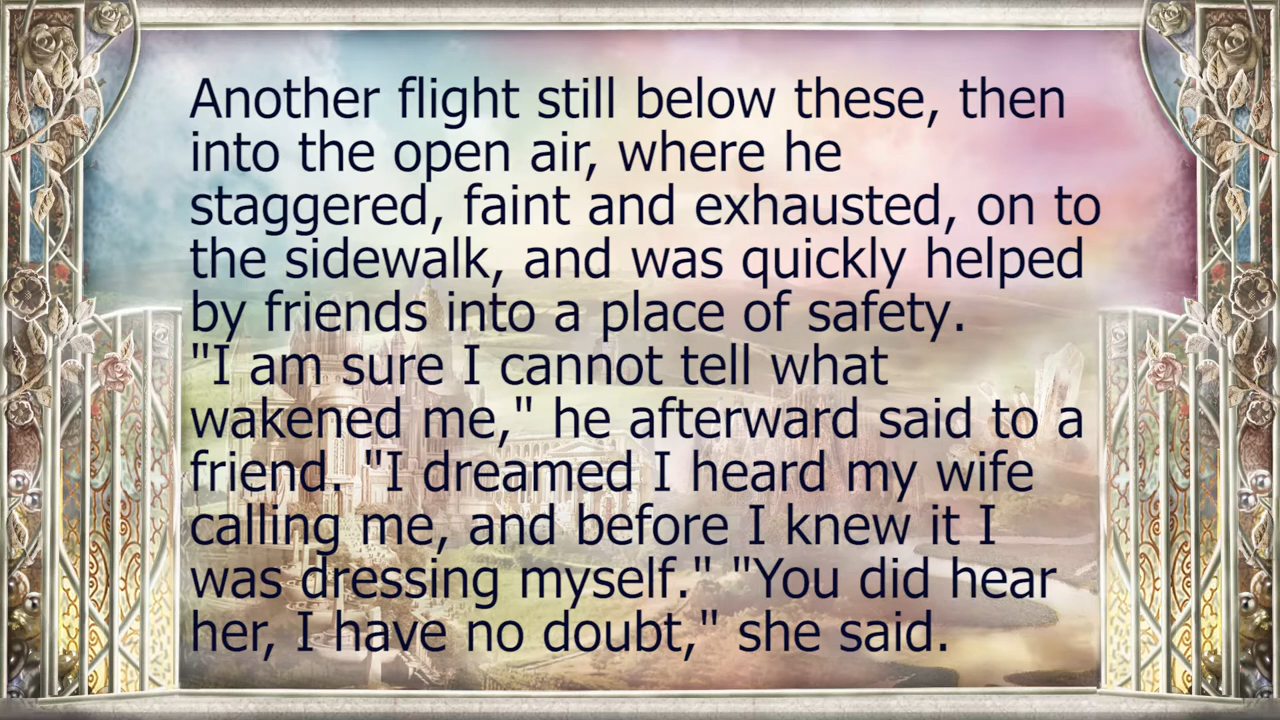 Another flight still below these, then
into the open air, where he
staggered, faint and exhausted, on to
the sidewalk, and was quickly helped
by friends into a place of safety.
"I am sure I cannot tell what
wakened me," he afterward said to a
friend. "I dreamed I heard my wife
calling me, and before I knew it I
was dressing myself." "You did hear
her, I have no doubt," she said.